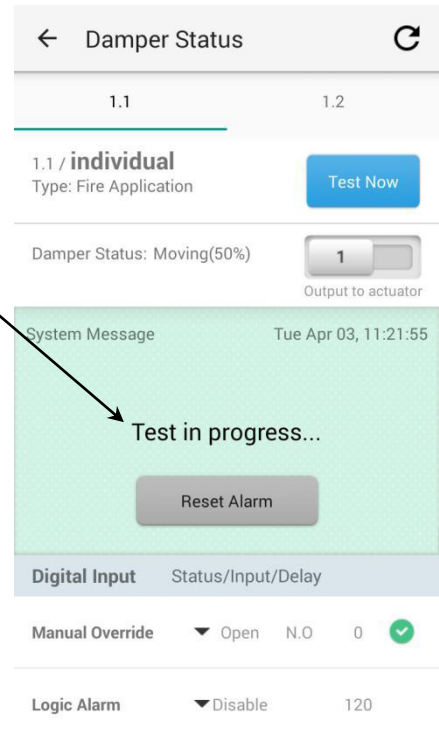 Damper Status
1.1 1.2
1.1 / individual
Type: Fire Application
Test Now
Damper Status: Moving(50%)
1
Output to actuator
System Message Tue Apr 03, 11:21:55
Test in progress...
Reset Alarm
Digital Input Status/Input/Delay
Manual Override Open N.O 0
Logic Alarm Disable 120